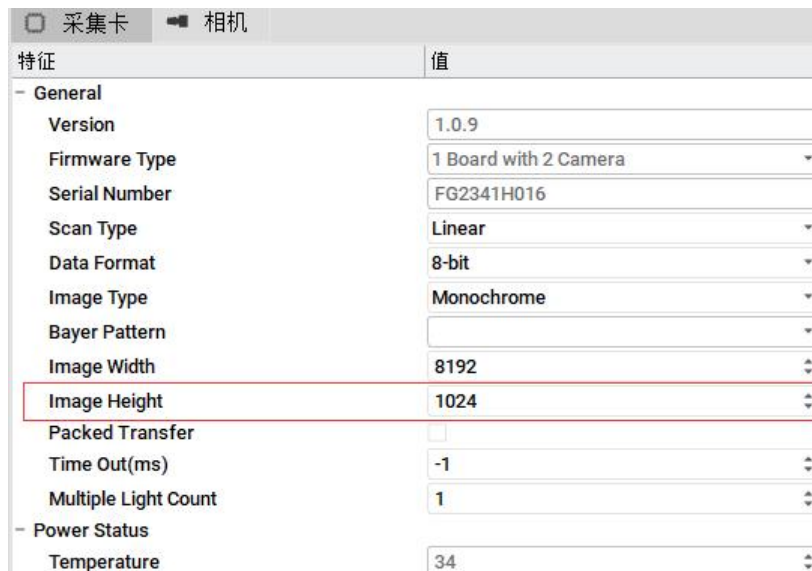 采集卡 相机
特征 值
General
Version 1.0.9
Firmware Type 1 Board with 2 Camera
Serial Number FG2341H016
Scan Type Linear
Data Format 8-bit
Image Type Monochrome
Bayer Pattern
Image Width 8192
Image Height 1024
Packed Transfer
Time Out(ms) -1
Multiple Light Count 1
Power Status
Temperature 34